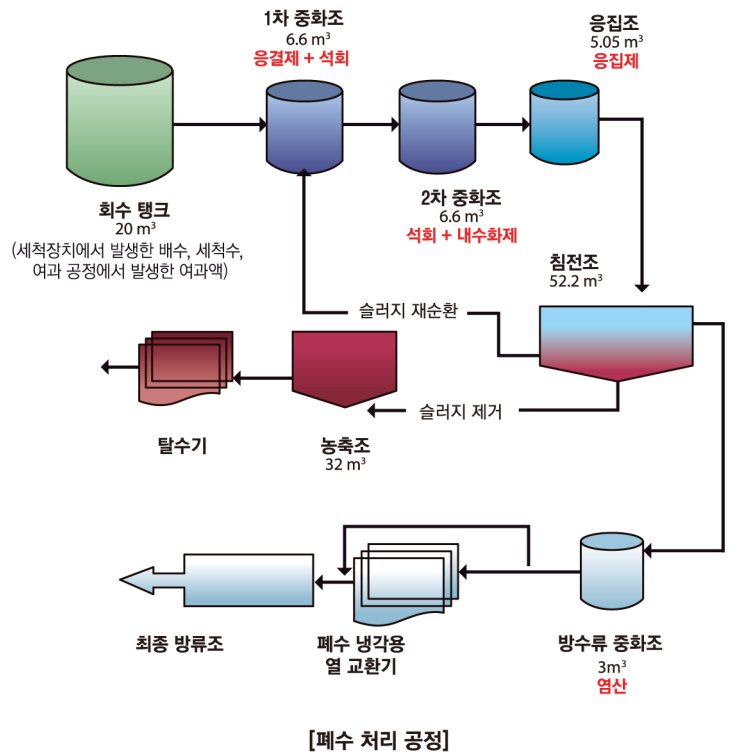 1차 중화조
6.6 m³
응결제 + 석회
응집조
5.05 m³
응집제
회수 탱크
20 m³
(세척장치에서 발생한 배수, 세척수,
여과 공정에서 발생한 여과액)
2차 중화조
6.6 m³
석회 + 내수화제
침전조
52.2 m³
슬러지 재순환
슬러지 제거
탈수기
농축조
32 m³
최종 방류조
폐수 냉각용
열 교환기
방수류 중화조
3m³
염산
[폐수 처리 공정]